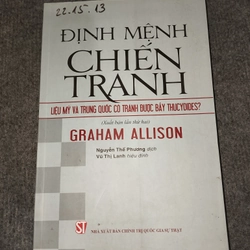 22.15.13
ĐỊNH MỆNH
CHIẾN
TRANH
LIỆU MỸ VÀ TRUNG QUỐC CÓ TRÁNH ĐƯỢC BẪY THUCYDIDES?
(Xuất bản lần thứ hai)
GRAHAM ALLISON
Nguyễn Thế Phương dịch
Vũ Thị Lanh hiệu đính
NHÀ XUẤT BẢN CHÍNH TRỊ QUỐC GIA SỰ THẬT